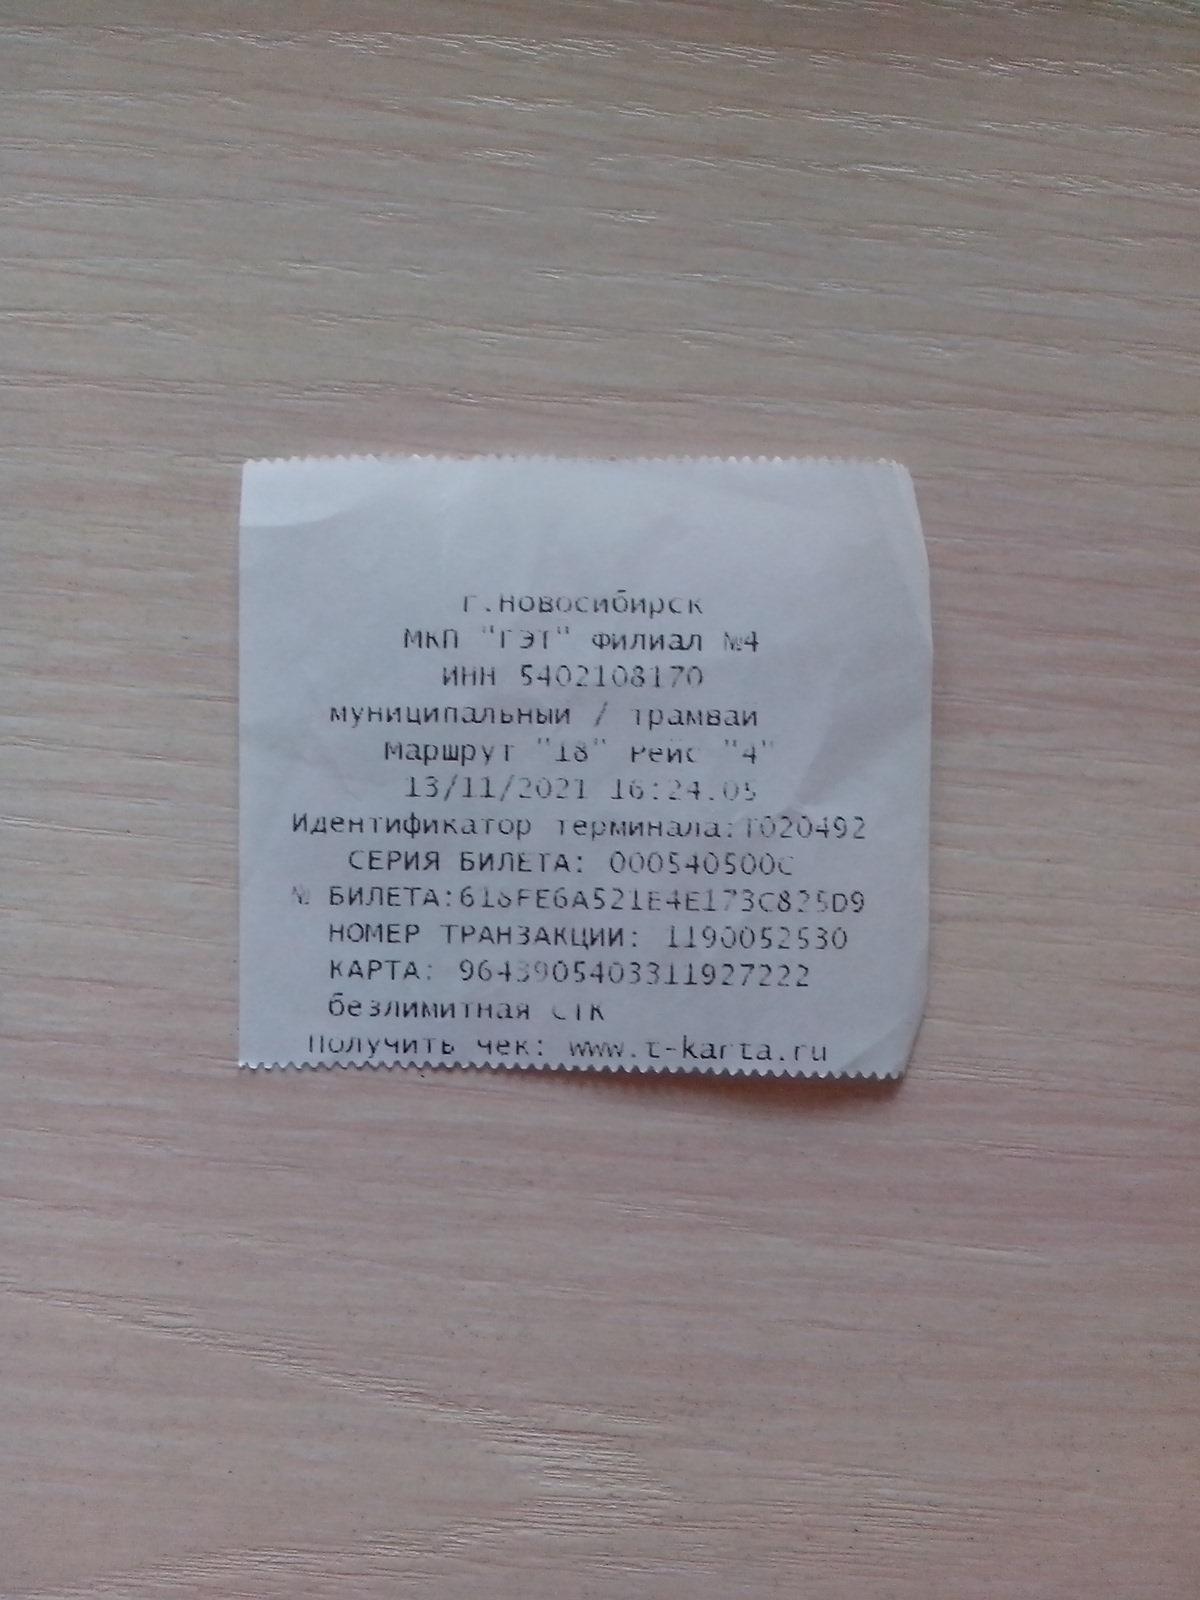 г.Новосибирск
МКП "ГЭТ" Филиал №4
ИНН 5402108170
муниципальный / трамвай
Маршрут "18" Рейс "4"
13/11/2021 16:24:05
Идентификатор терминала:T020492
СЕРИЯ БИЛЕТА: 000540500C
№ БИЛЕТА:618FE6A521E4E173C825D9
НОМЕР ТРАНЗАКЦИИ: 1190052530
КАРТА: 9643905403311927222
безлимитная СТК
Получить чек: www.t-karta.ru